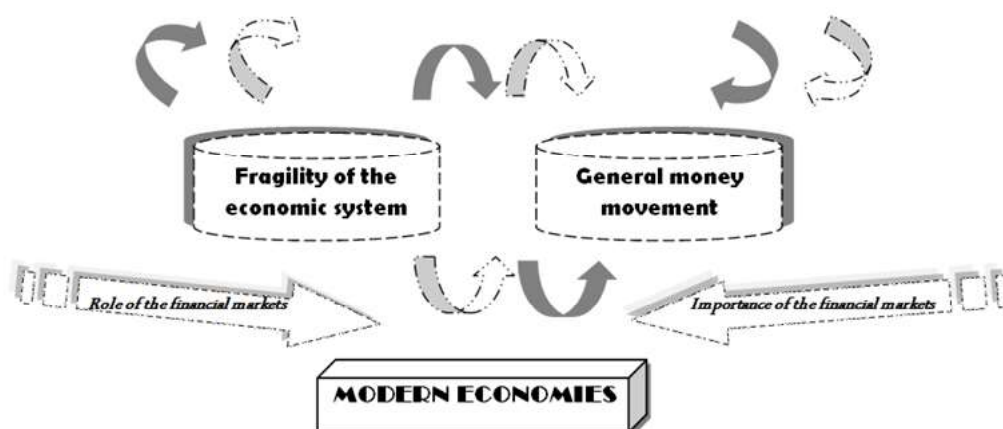 Fragility of the
economic system
General money
movement
Role of the financial markets
Importance of the financial markets
MODERN ECONOMIES